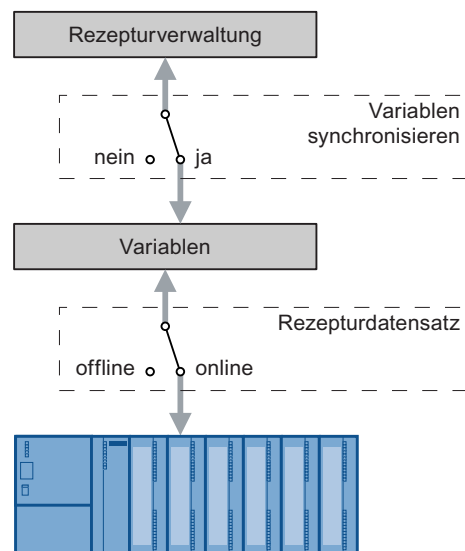 Rezepturverwaltung
Variablen
synchronisieren
nein
ja
Variablen
Rezepturdatensatz
offline
online